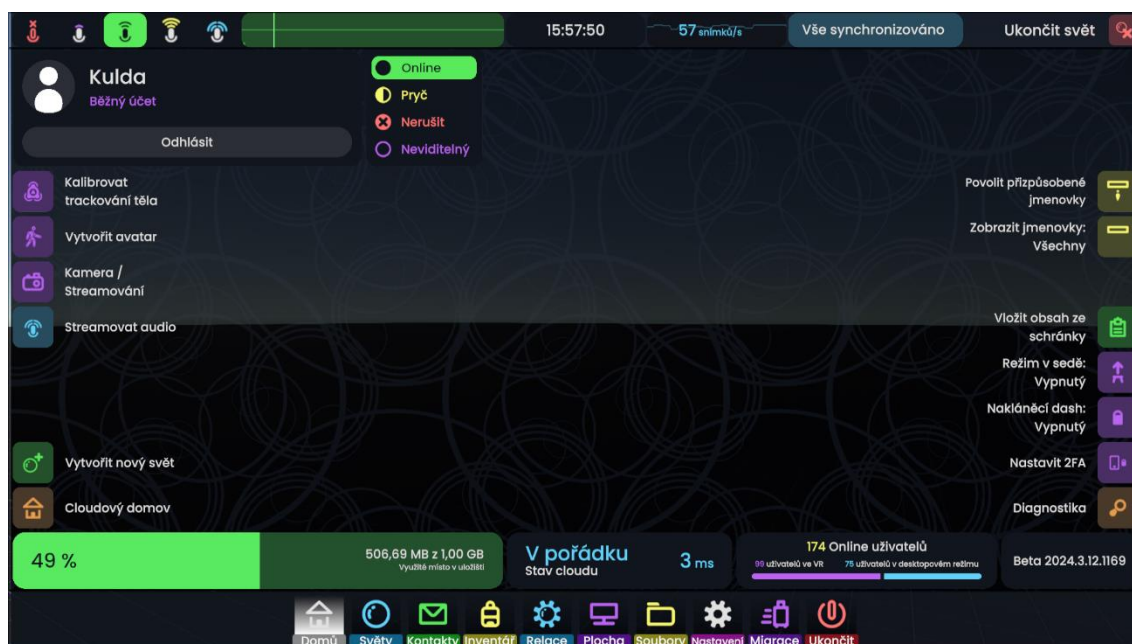 15:57:50
57 snímků/s
Vše synchronizováno
Ukončit svět
Kulda
Běžný účet
Odhlásit
Online
Pryč
Nerušit
Neviditelný
Kalibrovat
trackování těla
Vytvořit avatar
Kamera /
Streamování
Streamovat audio
Vytvořit nový svět
Cloudový domov
Povolit přizpůsobené
jmenovky
Zobrazit jmenovky:
Všechny
Vložit obsah ze
schránky
Režim v sedě:
Vypnutý
Nakláněcí dash:
Vypnutý
Nastavit 2FA
Diagnostika
49 %
506,69 MB z 1,00 GB
Využité místo v uložišti
V pořádku
Stav cloudu
3 ms
174 Online uživatelů
99 uživatelů ve VR
75 uživatelů v desktopovém režimu
Beta 2024.3.12.1169
Domů Světy Kontakty Inventář Relace Plocha Soubory Nastavení Migrace Ukončit